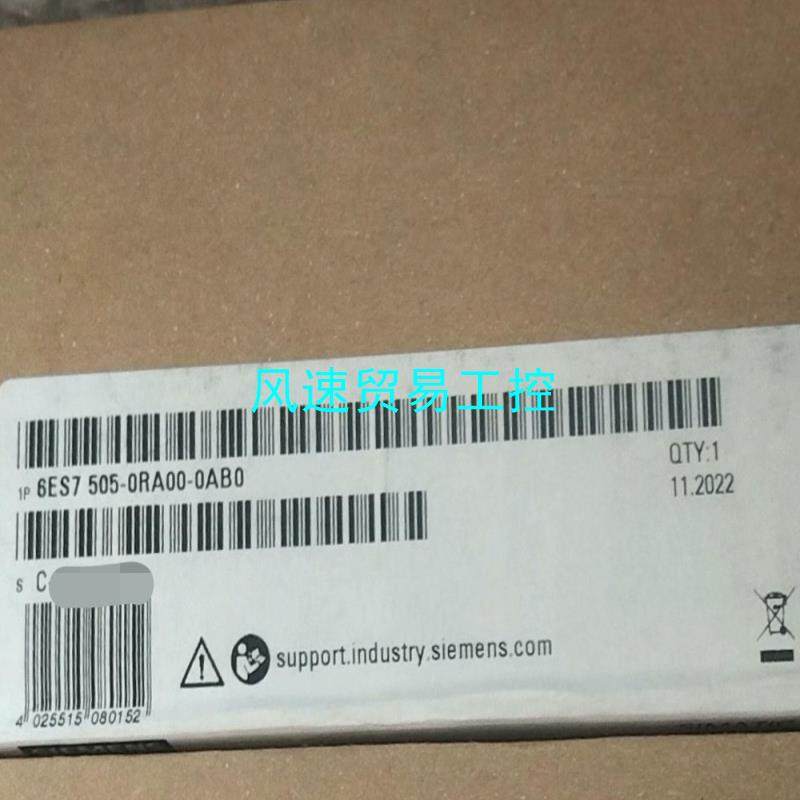 风速贸易工控
1P 6ES7 505-0RA00-0AB0
QTY:1
11.2022
S C-
support.industry.siemens.com
4 025515 080152